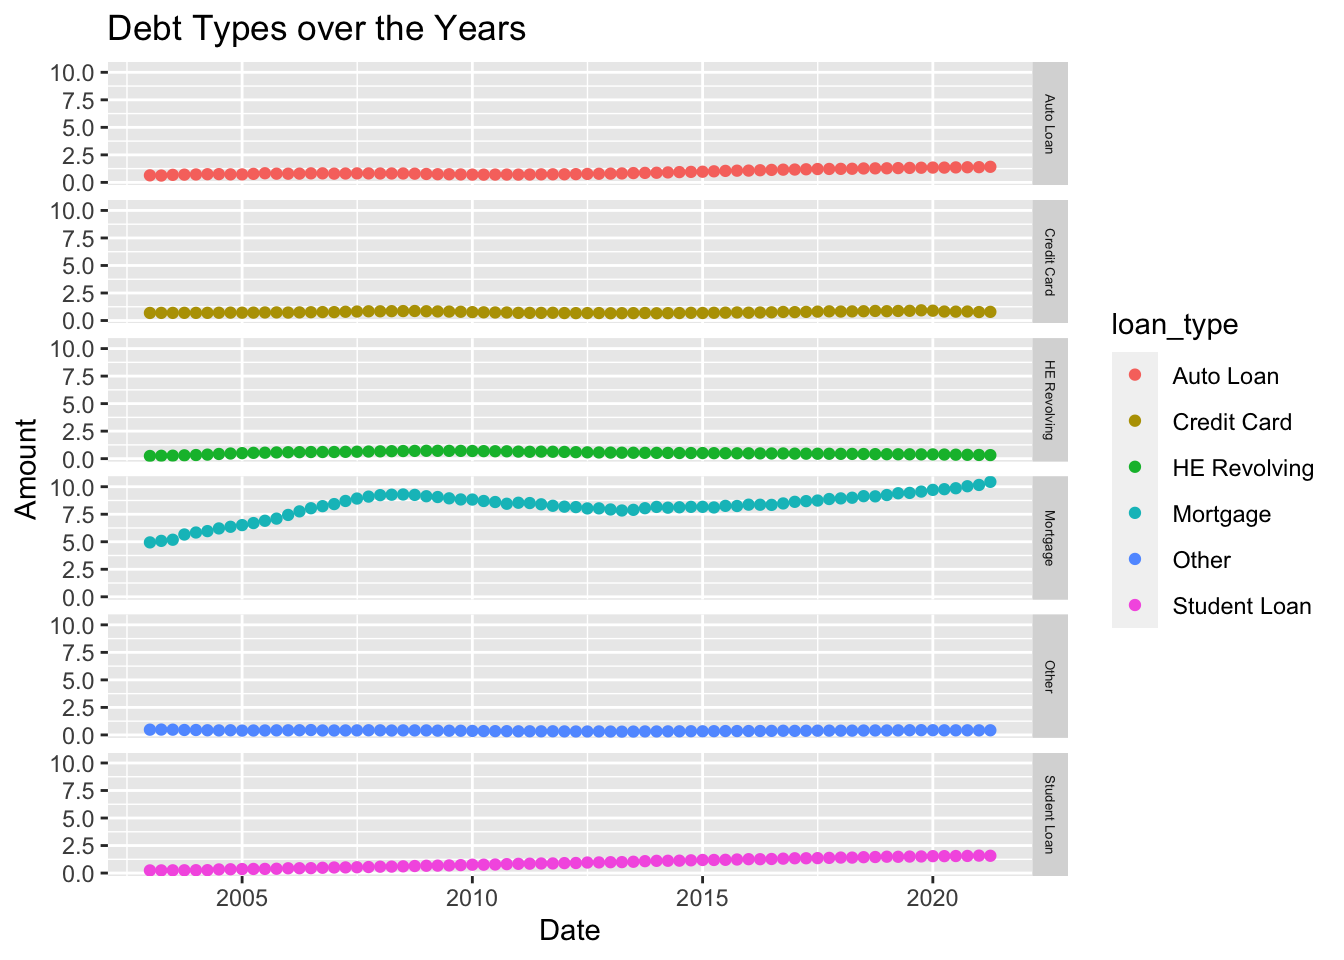 Debt Types over the Years
Amount
10.0
7.5
5.0
2.5
0.0
Auto Loan
10.0
7.5
5.0
2.5
0.0
Credit Card
10.0
7.5
5.0
2.5
0.0
HE Revolving
10.0
7.5
5.0
2.5
0.0
Mortgage
10.0
7.5
5.0
2.5
0.0
Other
10.0
7.5
5.0
2.5
0.0
Student Loan
2005 2010 2015 2020
Date
loan_type
Auto Loan
Credit Card
HE Revolving
Mortgage
Other
Student Loan